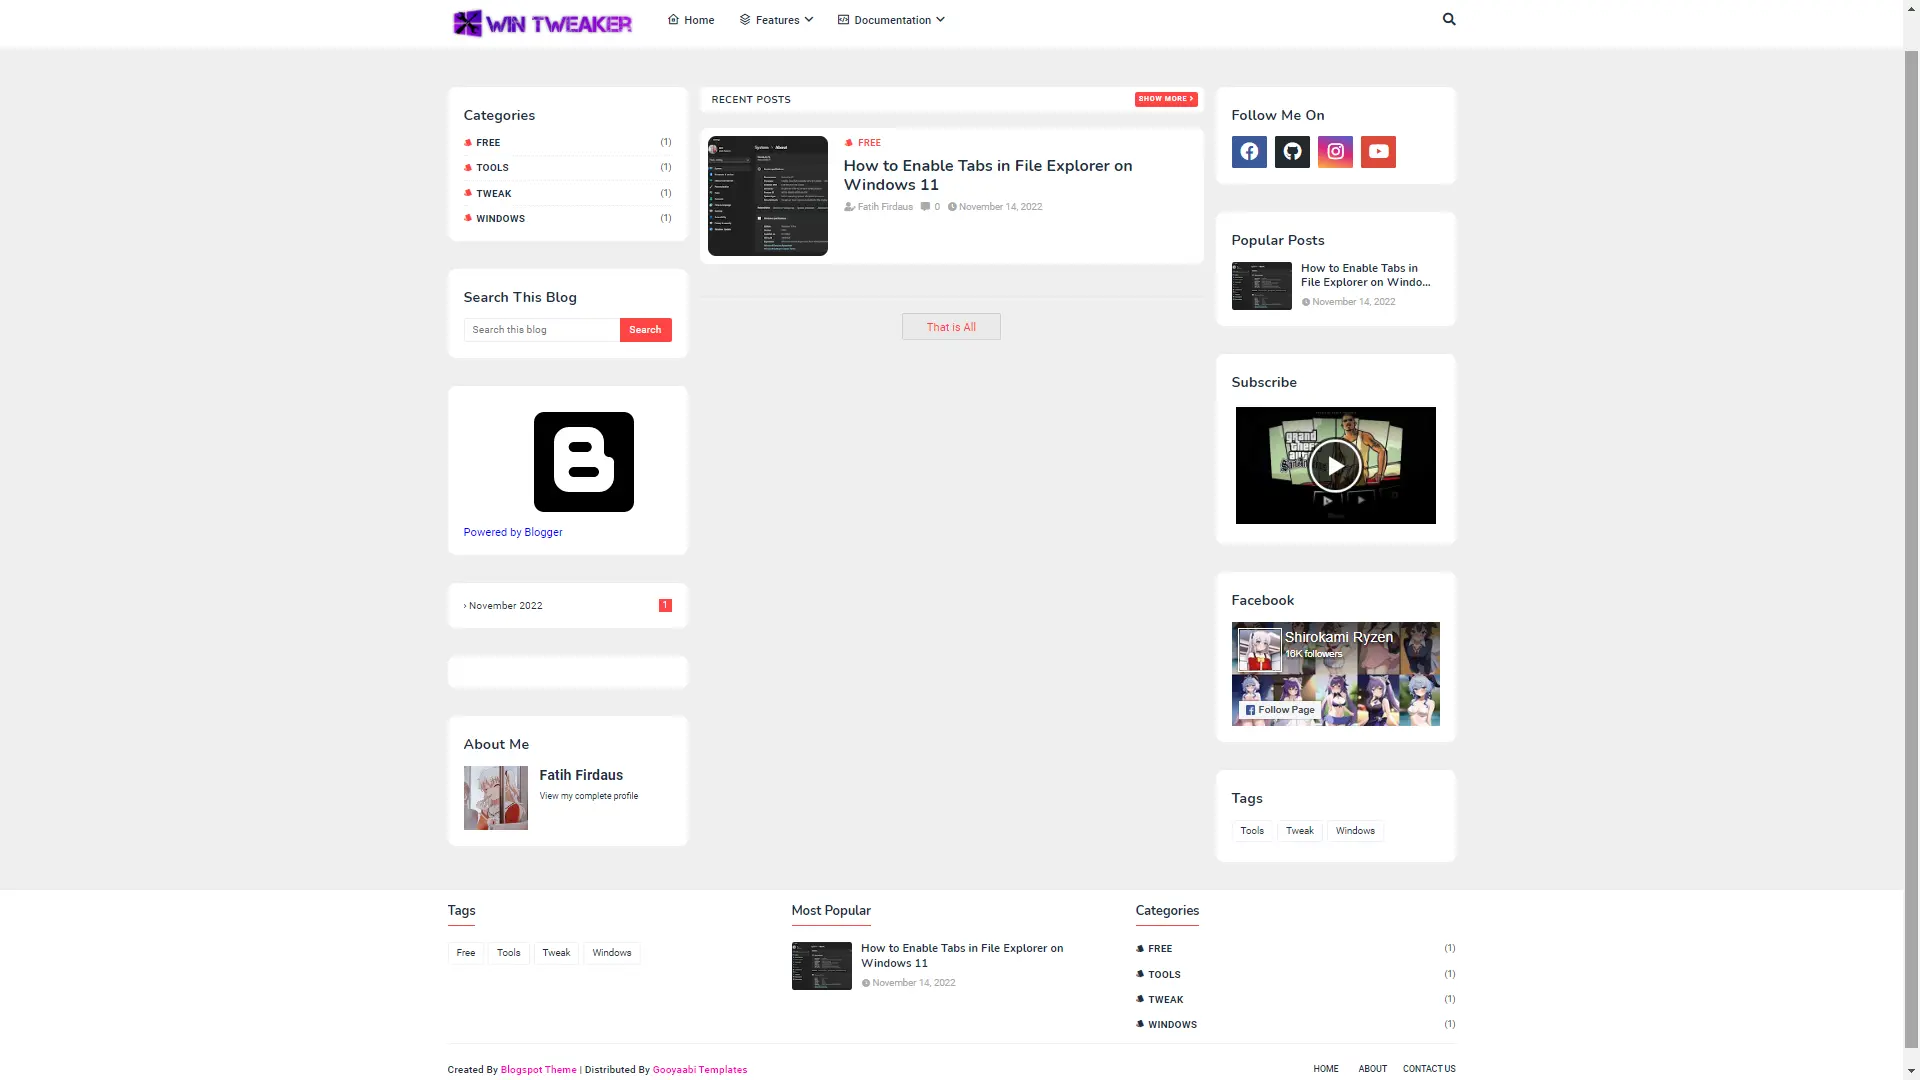 WIN TWEAKER
Home
Features
Documentation
Categories
FREE (1)
TOOLS (1)
TWEAK (1)
WINDOWS (1)
Search This Blog
Search this blog
Search
Powered by Blogger
› November 2022 1
About Me
Fatih Firdaus
View my complete profile
RECENT POSTS
SHOW MORE
FREE
How to Enable Tabs in File Explorer on
Windows 11
Fatih Firdaus 0 November 14, 2022
That is All
Follow Me On
Popular Posts
How to Enable Tabs in
File Explorer on Windo...
November 14, 2022
Subscribe
Facebook
Shirokami Ryzen
16K followers
Follow Page
Tags
Tools
Tweak
Windows
Tags
Free
Tools
Tweak
Windows
Most Popular
How to Enable Tabs in File Explorer on
Windows 11
November 14, 2022
Categories
FREE (1)
TOOLS (1)
TWEAK (1)
WINDOWS (1)
Created By Blogspot Theme | Distributed By Gooyaabi Templates
HOME
ABOUT
CONTACT US